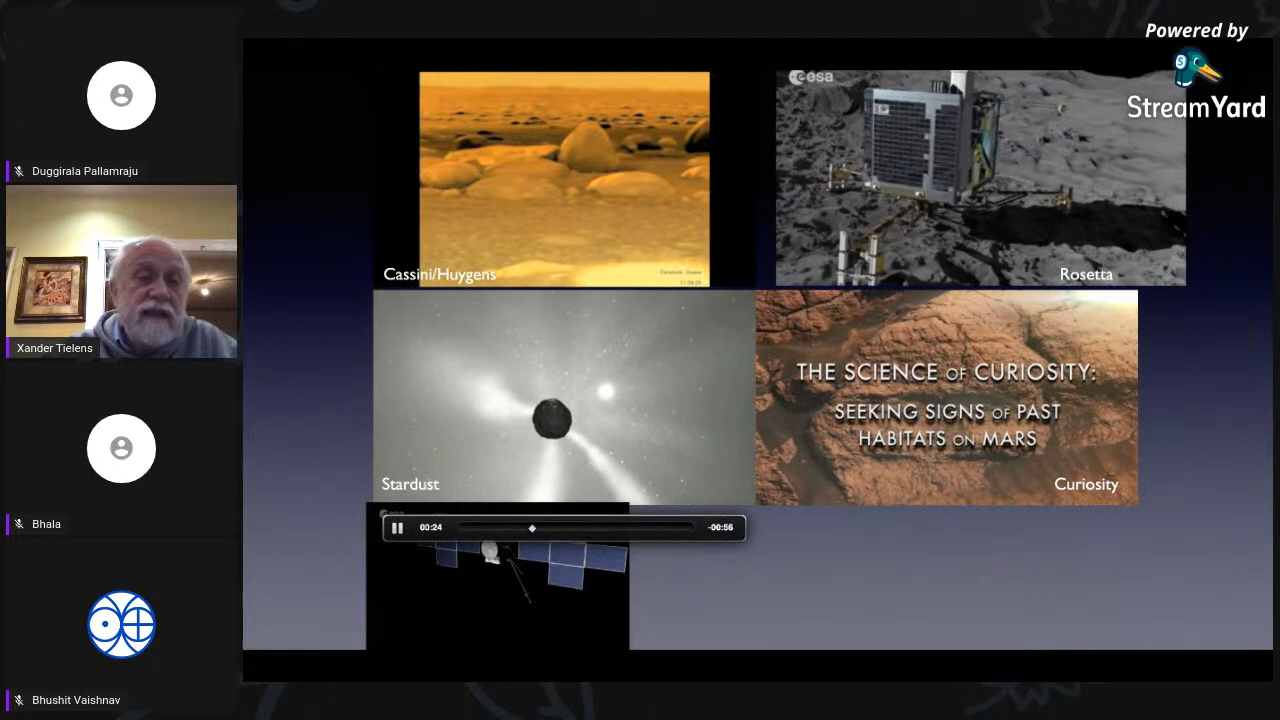 Powered by
StreamYard
Duggirala Pallamraju
Xander Tielens
Bhala
Bhushit Vaishnav
esa
Cassini/Huygens
Rosetta
THE SCIENCE OF CURIOSITY:
SEEKING SIGNS OF PAST
HABITATS ON MARS
Stardust
Curiosity
00:24
-00:56